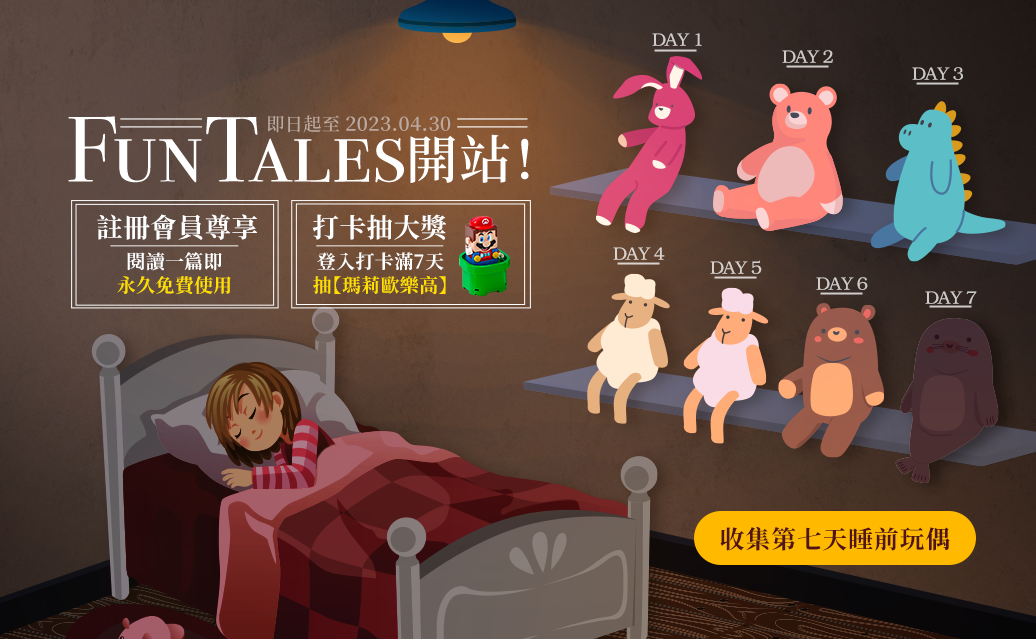 即日起至 2023.04.30
FUNTALES開站!
註冊會員尊享
閱讀一篇即
永久免費使用
打卡抽大獎
登入打卡滿7天
抽【瑪莉歐樂高】
DAY 1
DAY 2
DAY 3
DAY 4
DAY 5
DAY 6
DAY 7
收集第七天睡前玩偶